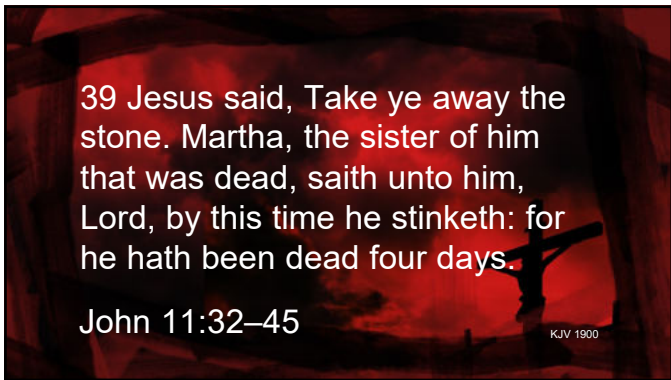 39 Jesus said, Take ye away the
stone. Martha, the sister of him
that was dead, saith unto him,
Lord, by this time he stinketh: for
he hath been dead four days.
John 11:32–45
KJV 1900